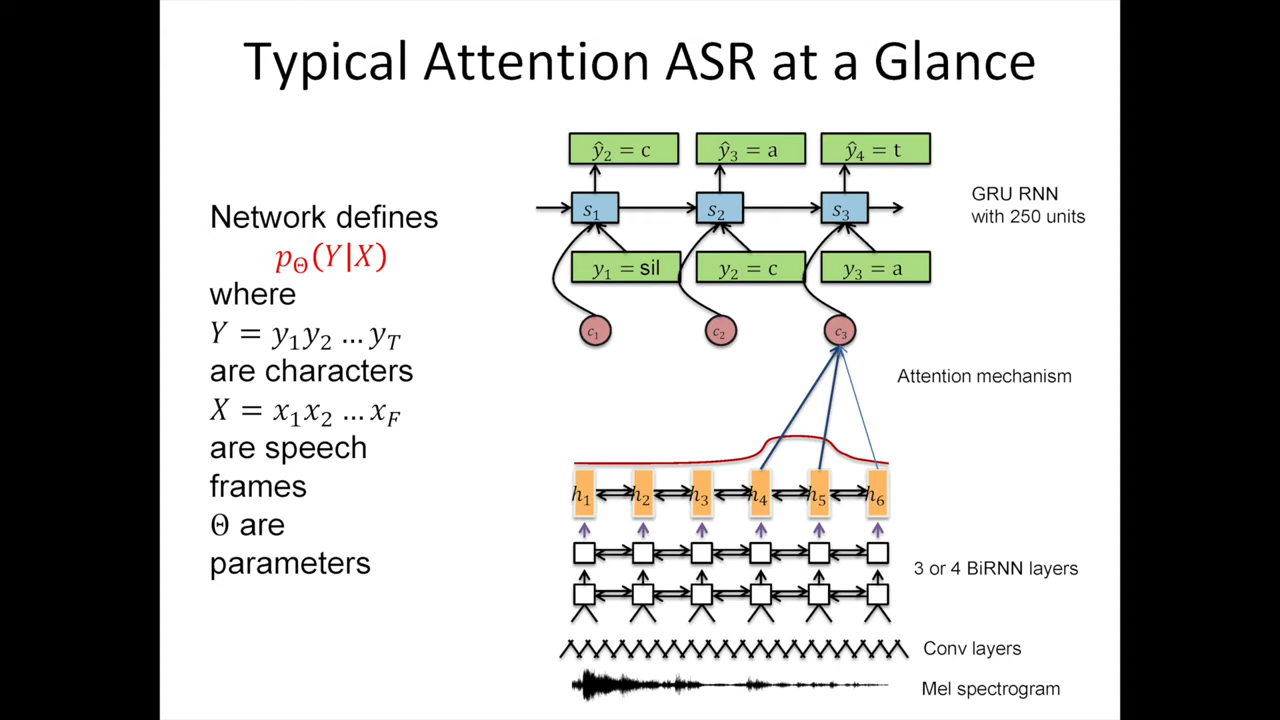 Typical Attention ASR at a Glance
Network defines
p_Θ(Y|X)
where
Y = y₁y₂ … y_T
are characters
X = x₁x₂ … x_F
are speech
frames
Θ are
parameters
ŷ₂ = c
ŷ₃ = a
ŷ₄ = t
s₁
s₂
s₃
GRU RNN
with 250 units
y₁ = sil
y₂ = c
y₃ = a
c₁
c₂
c₃
Attention mechanism
h₁
h₂
h₃
h₄
h₅
h₆
3 or 4 BiRNN layers
Conv layers
Mel spectrogram